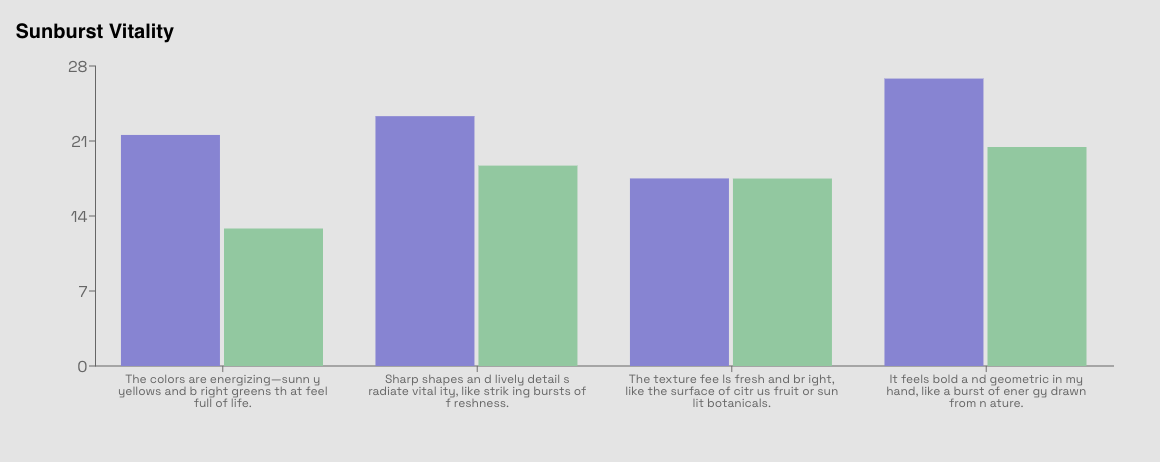 Sunburst Vitality
28
21
14
7
0
The colors are energizing—sunn y
yellows and b right greens th at feel
full of life.
Sharp shapes an d lively detail s
radiate vital ity, like strik ing bursts of
f reshness.
The texture fee ls fresh and br ight,
like the surface of citr us fruit or sun
lit botanicals.
It feels bold a nd geometric in my
hand, like a burst of ener gy drawn
from n ature.